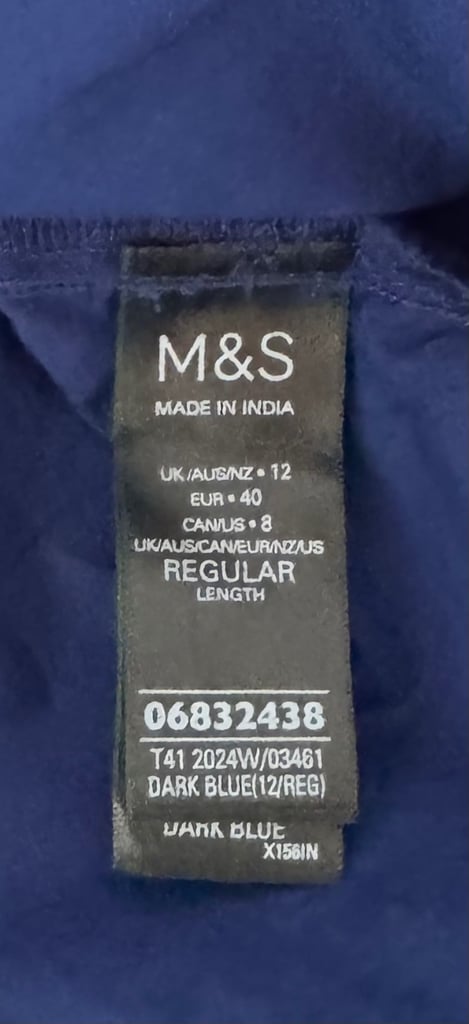 M&S
MADE IN INDIA
UK/AUS/NZ • 12
EUR • 40
CAN/US • 8
UK/AUS/CAN/EUR/NZ/US
REGULAR
LENGTH
06832438
T41 2024W/03461
DARK BLUE(12/REG)
DARK BLUE
X156IN